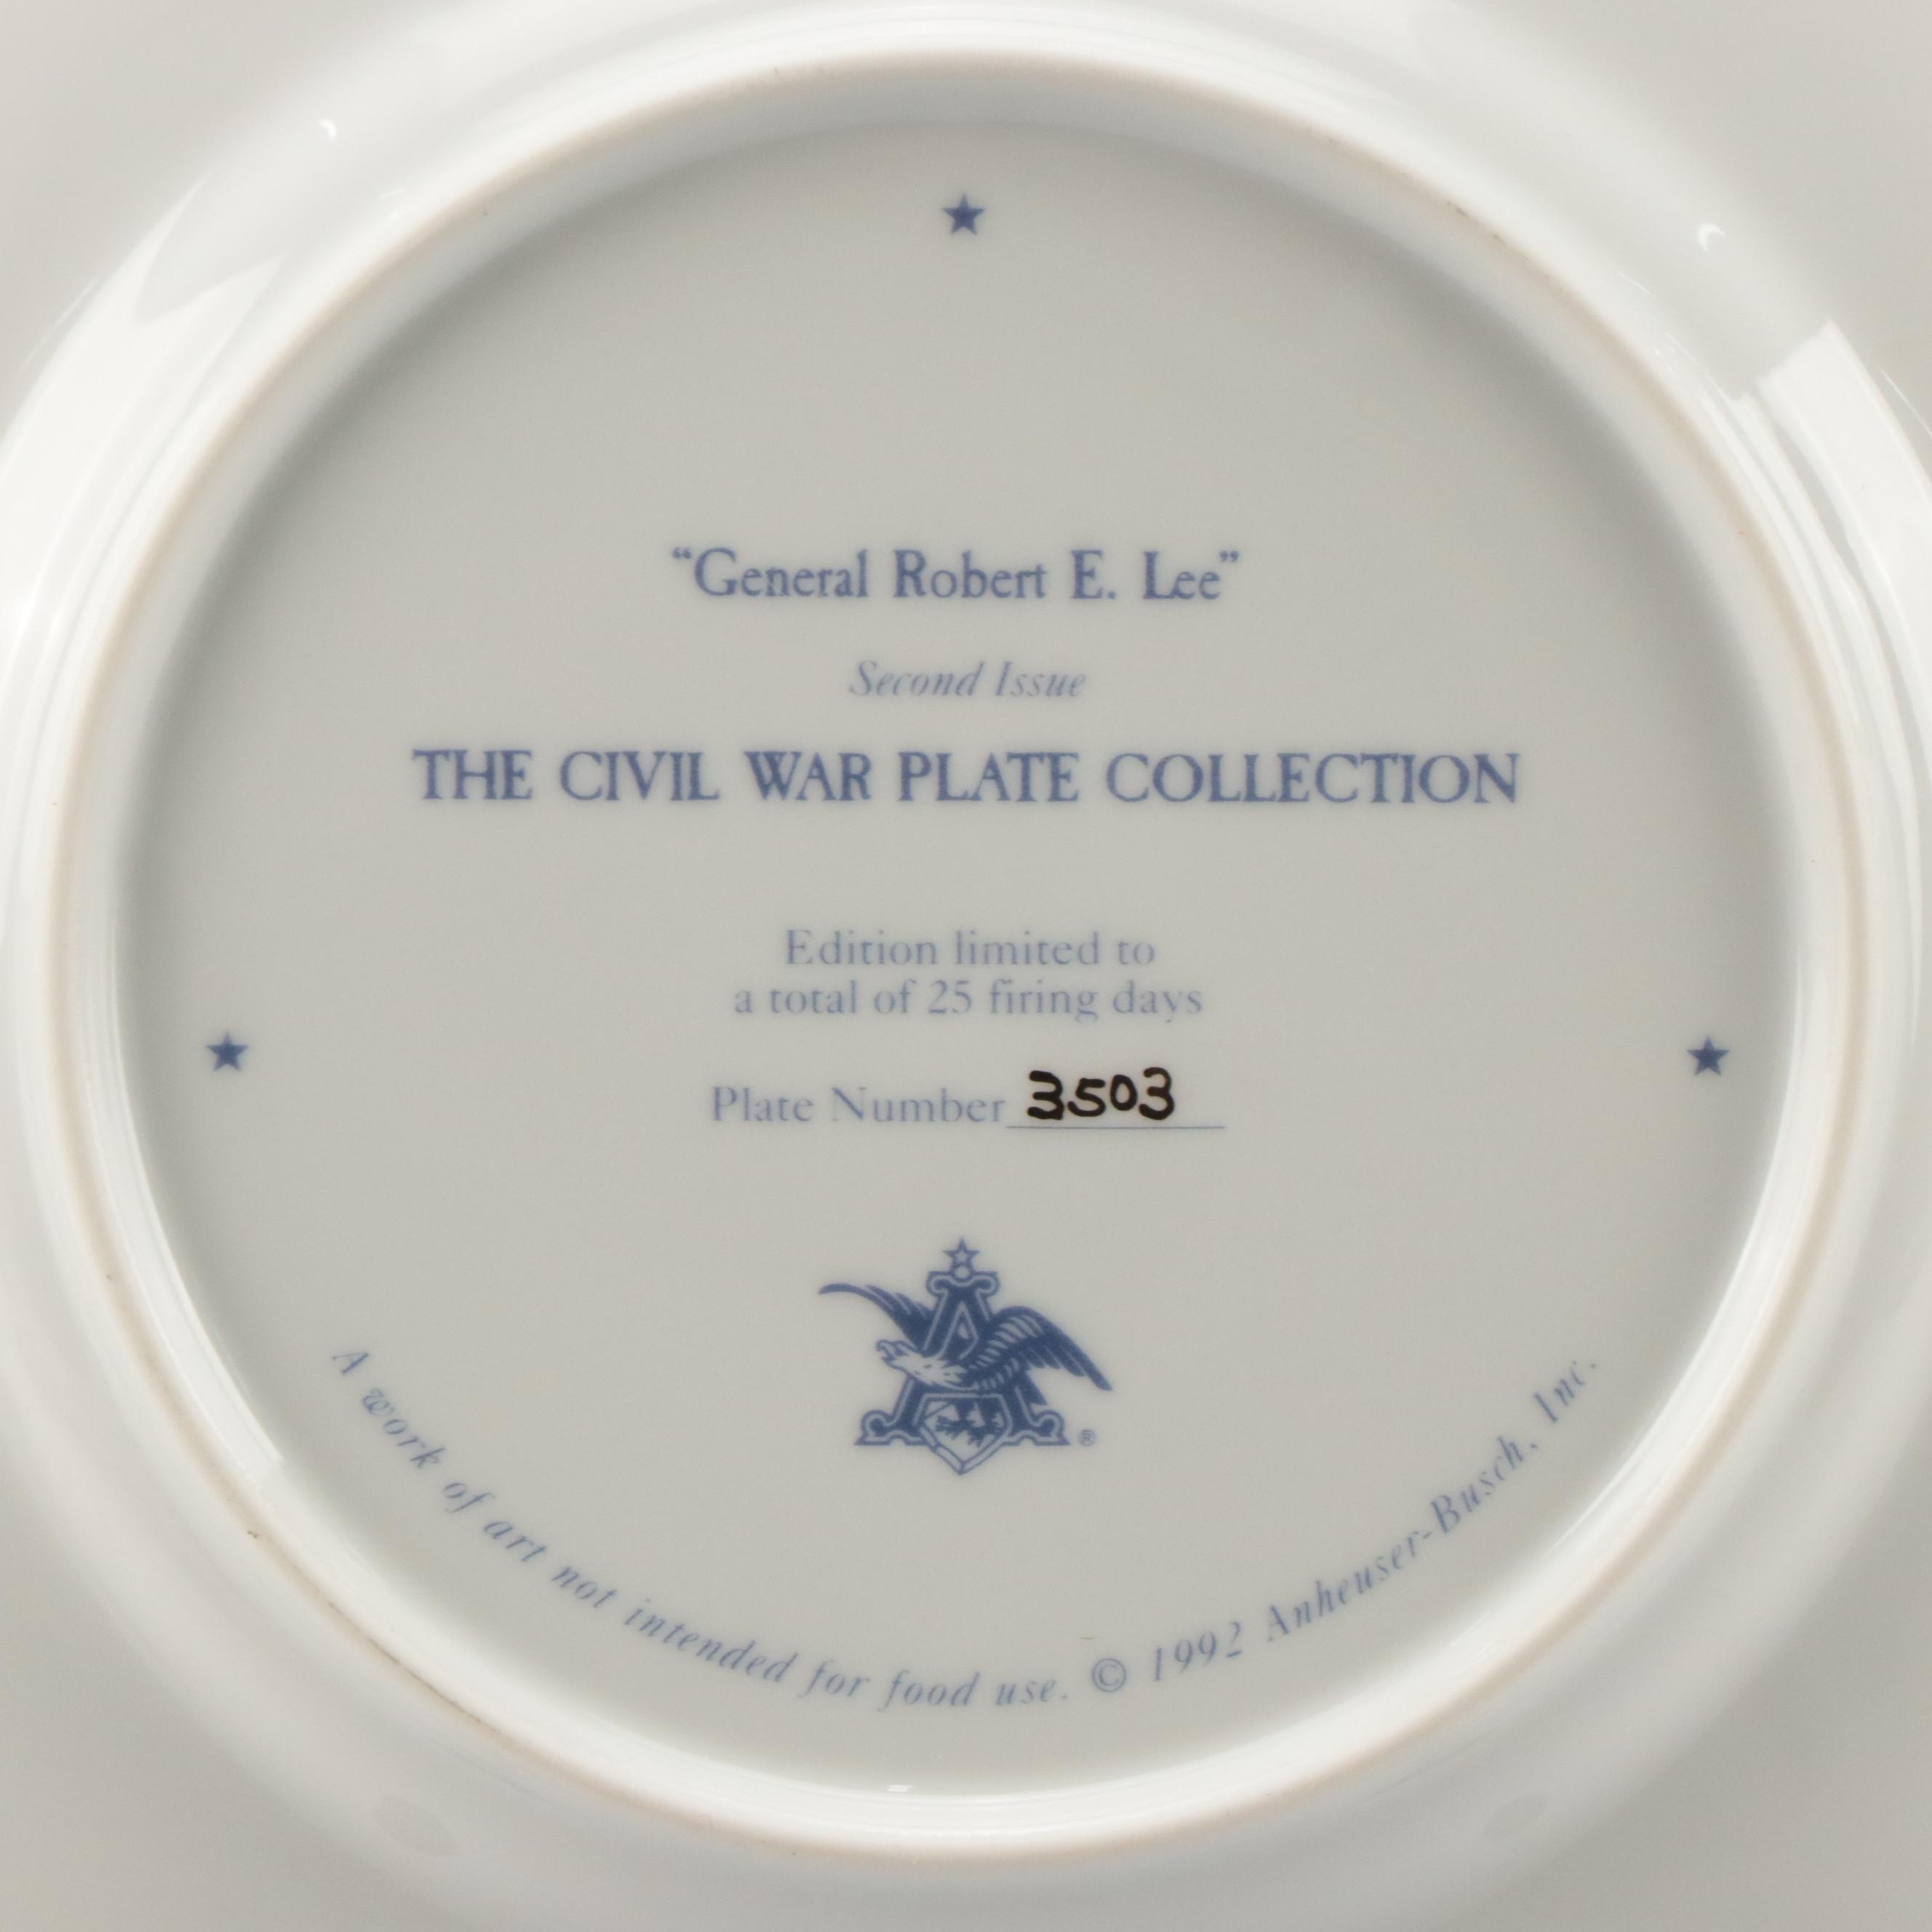 “General Robert E. Lee”
Second Issue
THE CIVIL WAR PLATE COLLECTION
Edition limited to
a total of 25 firing days
Plate Number 3503
A
®
A work of art not intended for food use. © 1992 Anheuser-Busch, Inc.